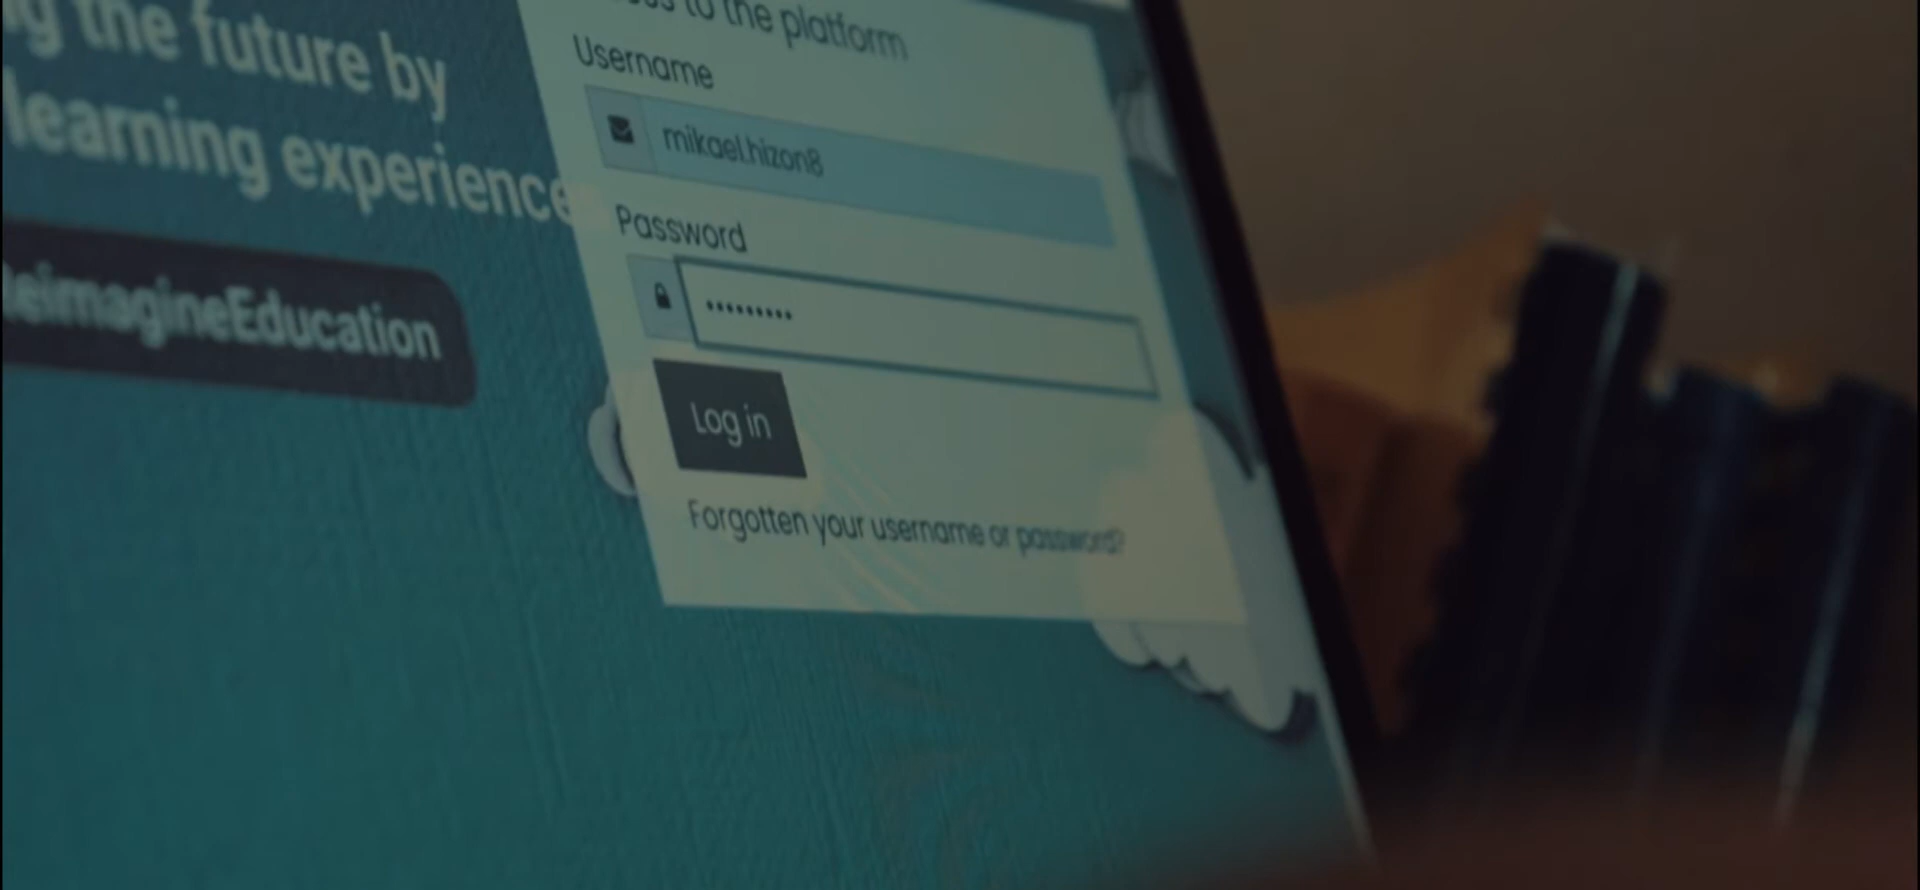 the future by
learning experience
eimagineEducation
to the platform
Username
mikael.hizon8
Password
•••••••••
Log in
Forgotten your username or password?